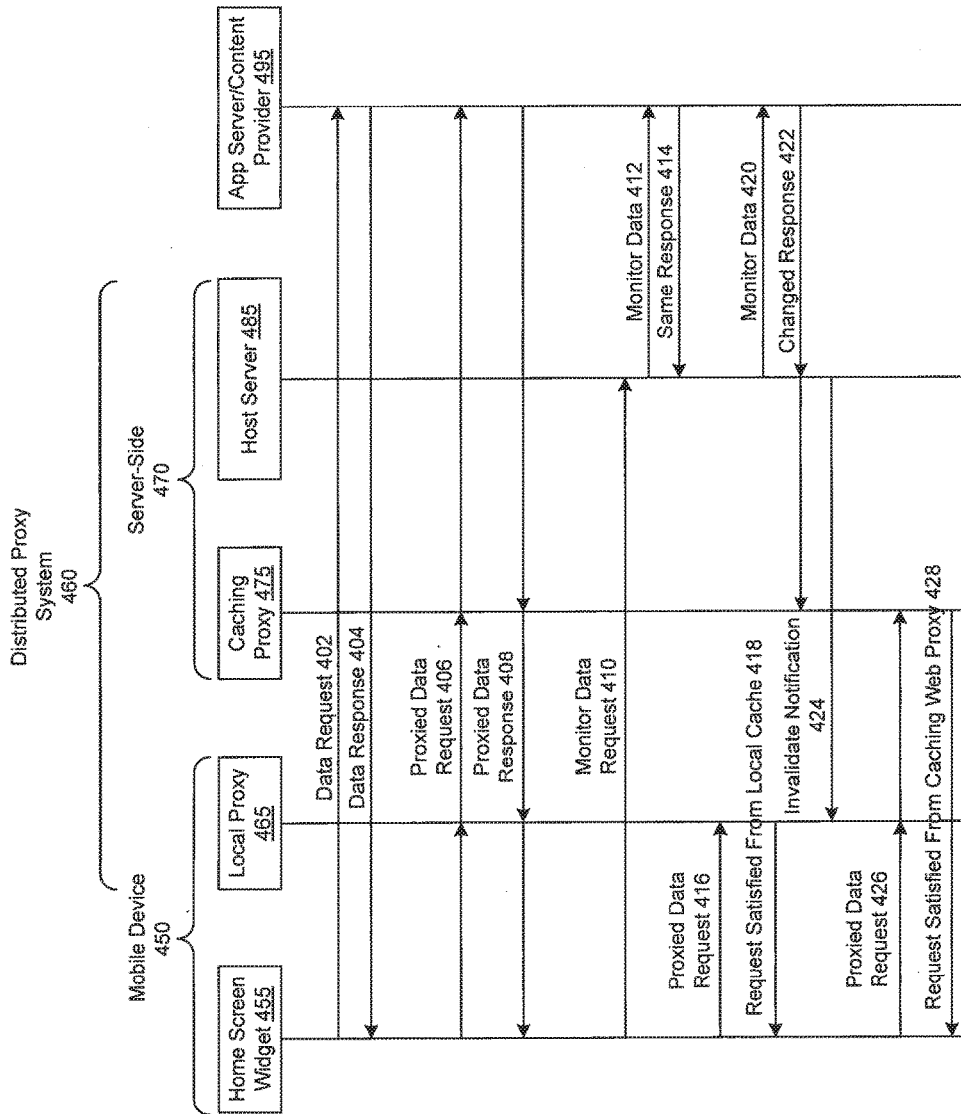 Distributed Proxy
System
460
Mobile Device
450
Server-Side
470
Home Screen
Widget 455
Local Proxy
465
Caching
Proxy 475
Host Server 485
App Server/Content
Provider 495
Data Request 402
Data Response 404
Proxied Data
Request 406
Proxied Data
Response 408
Monitor Data
Request 410
Monitor Data 412
Same Response 414
Proxied Data
Request 416
Request Satisfied From Local Cache 418
Monitor Data 420
Changed Response 422
Invalidate Notification
424
Proxied Data
Request 426
Request Satisfied From Caching Web Proxy 428